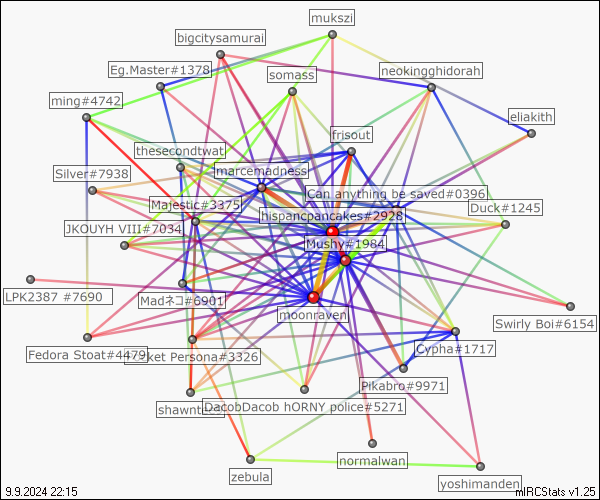 mukszi
bigcitysamurai
Eg.Master#1378
somass
neokingghidorah
ming#4742
eliakith
frisout
thesecondtwat
marcemadness
Silver#7938
Can anything be saved#0396
Majestic#3375
hispancpancakes#2928
Duck#1245
JKOUYH VIII#7034
Mushy#1984
LPK2387 #7690
Madネコ#6901
moonraven
Swirly Boi#6154
Fedora Stoat#4479
Persona#3326
Cypha#1717
Pikabro#9971
DacobDacob hORNY police#5271
normalwan
zebula
yoshimanden
9.9.2024 22:15
mIRCStats v1.25